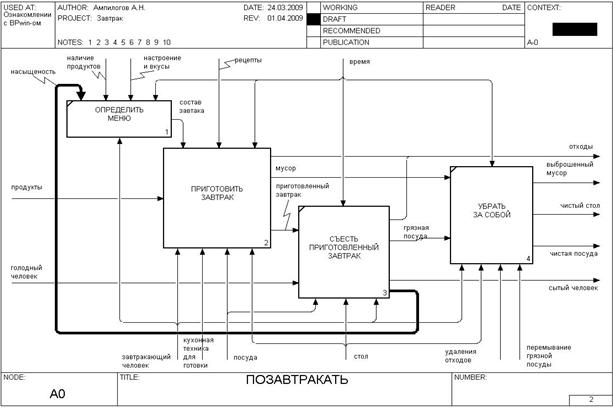 USED AT:
Ознакомлении
с BPwin-ом
AUTHOR: Ампилогов А.Н.
PROJECT: Завтрак
NOTES: 1 2 3 4 5 6 7 8 9 10
DATE: 24.03.2009
REV: 01.04.2009
WORKING
DRAFT
RECOMMENDED
PUBLICATION
READER DATE
CONTEXT:
A-0
насыщеность
наличие
продуктов
настроение
и вкусы
рецепты
время
ОПРЕДЕЛИТЬ
МЕНЮ
1
состав
завтака
отходы
мусор
выброшенный
мусор
продукты
ПРИГОТОВИТЬ
ЗАВТРАК
2
приготовленный
завтрак
УБРАТЬ
ЗА СОБОЙ
4
чистый стол
СЪЕСТЬ
ПРИГОТОВЛЕННЫЙ
ЗАВТРАК
3
грязная
посуда
чистая посуда
голодный
человек
сытый человек
завтракающий
человек
кухонная
техника
для
готовки
посуда
стол
удаления
отходов
перемывание
грязной
посуды
NODE:
A0
TITLE:
ПОЗАВТРАКАТЬ
NUMBER:
2